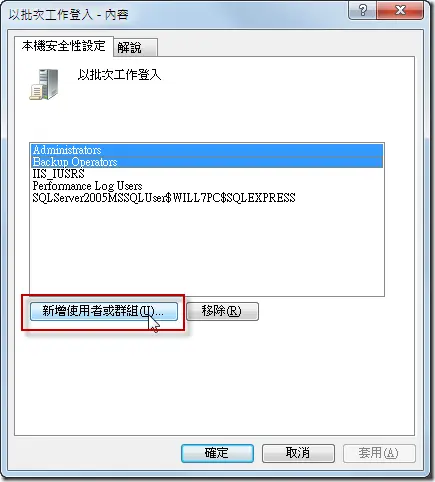 以批次工作登入 - 內容
本機安全性設定 解說
以批次工作登入
Administrators
Backup Operators
IIS_IUSRS
Performance Log Users
SQLServer2005MSSQLUser$WILL7PC$SQLEXPRESS
新增使用者或群組(U)... 移除(R)
確定 取消 套用(A)